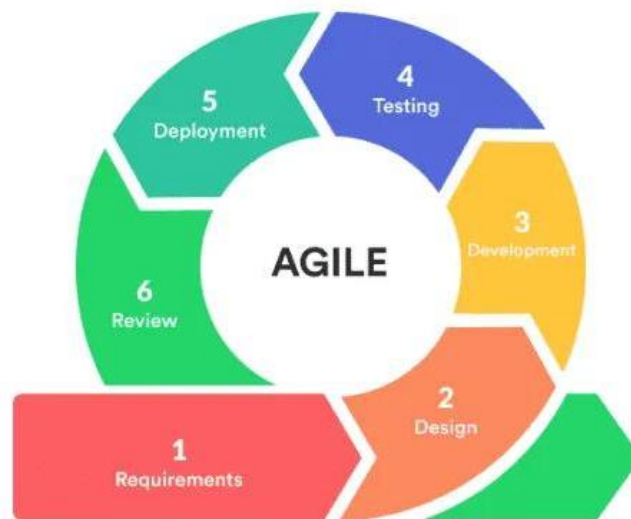 AGILE
1
Requirements
2
Design
3
Development
4
Testing
5
Deployment
6
Review